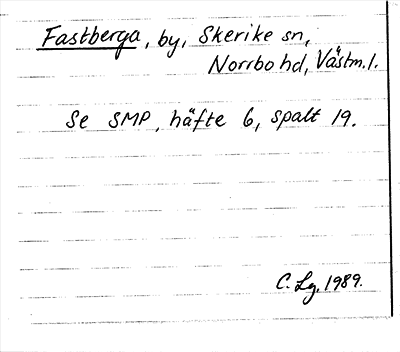 Fastberga, by, Skerike sn,
Norrbo hd, Västm.l.
Se SMP, häfte 6, spalt 19.
C. Lg. 1989.